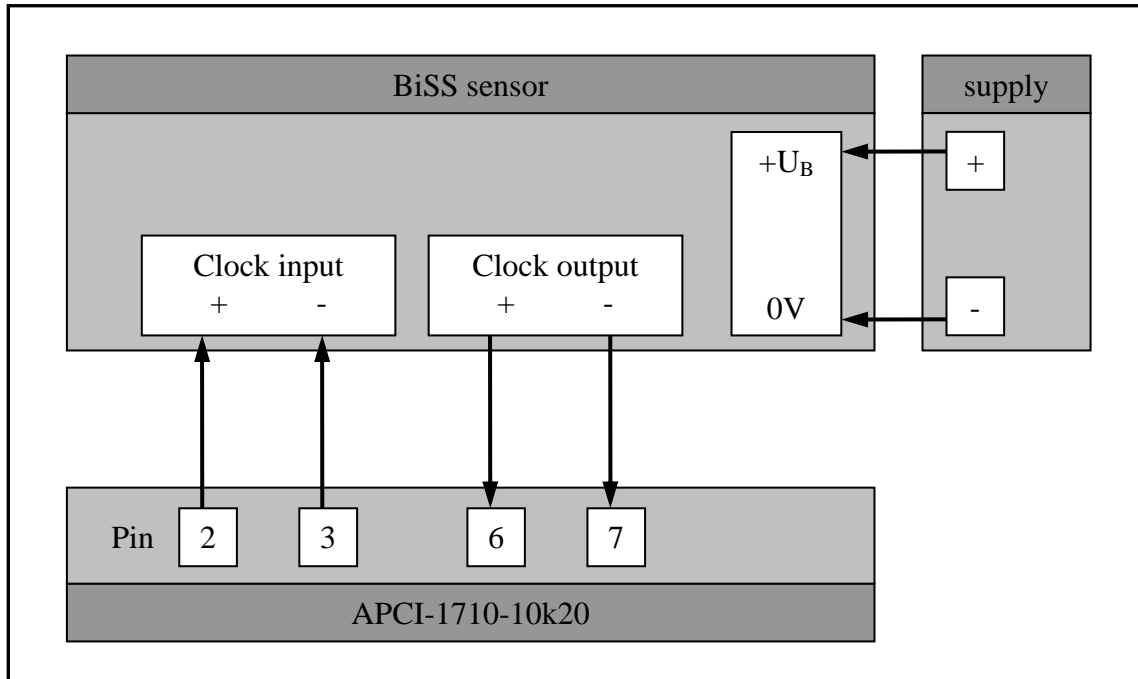 BiSS sensor
supply
+U_B
+
Clock input
+ -
Clock output
+ -
0V
-
Pin 2 3 6 7
APCI-1710-10k20